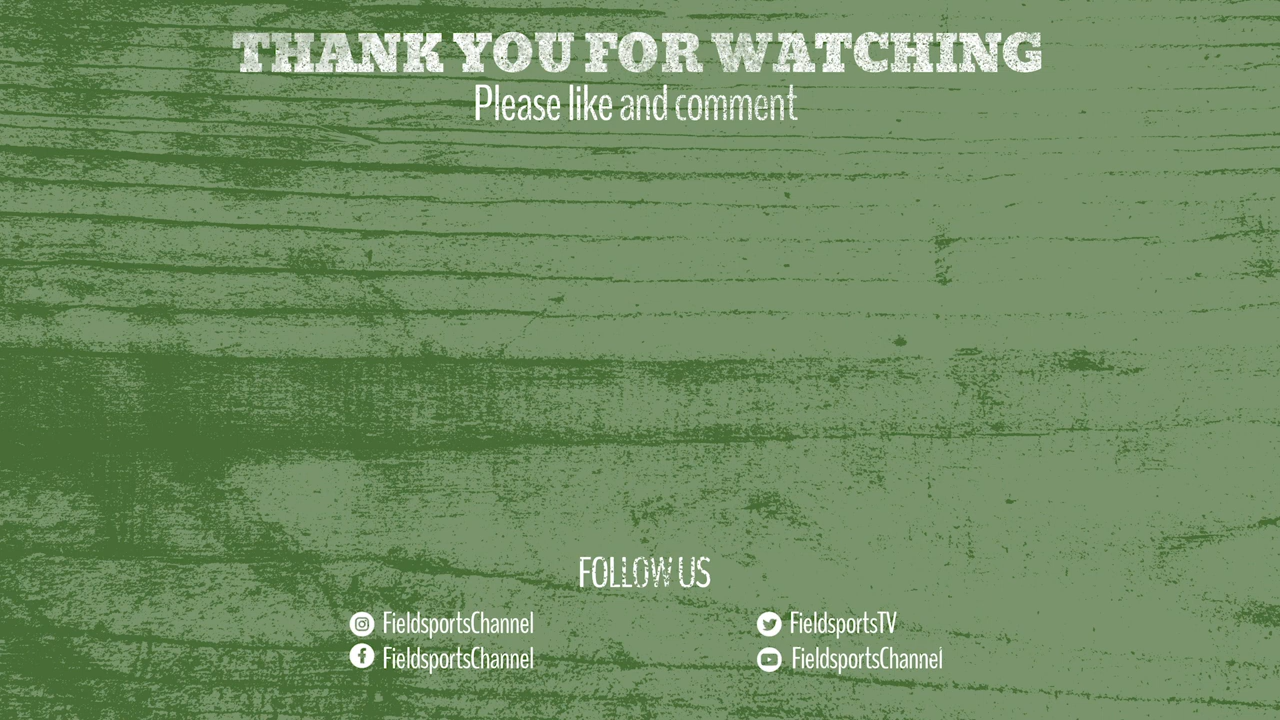 THANK YOU FOR WATCHING
Please like and comment
FOLLOW US
FieldsportsChannel
FieldsportsTV
FieldsportsChannel
FieldsportsChannel